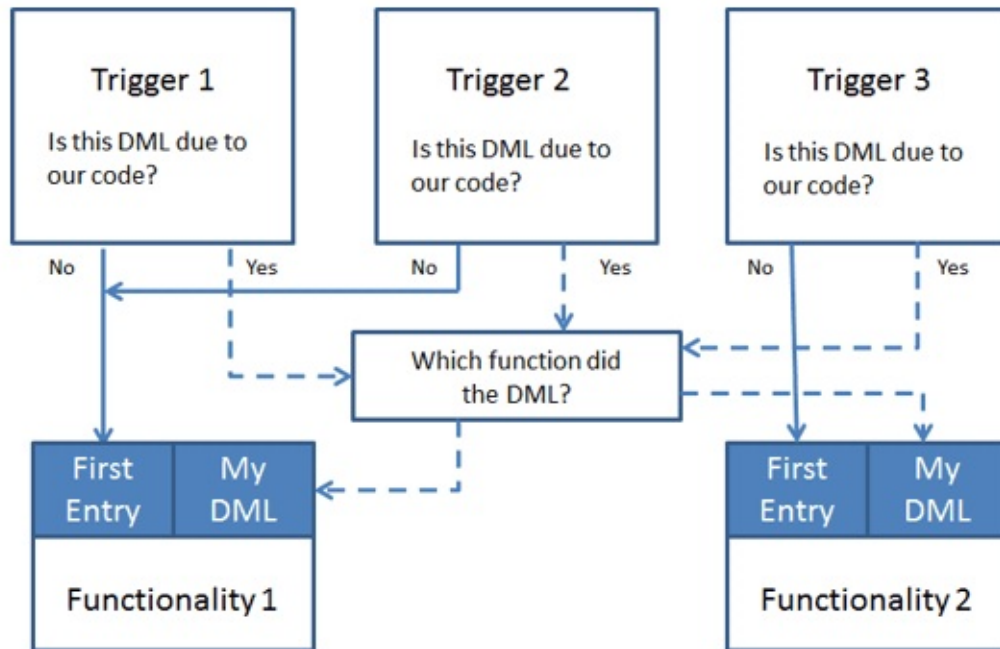 Trigger 1
Is this DML due to
our code?
Trigger 2
Is this DML due to
our code?
Trigger 3
Is this DML due to
our code?
No
Yes
No
Yes
No
Yes
Which function did
the DML?
First
Entry
My
DML
Functionality 1
First
Entry
My
DML
Functionality 2